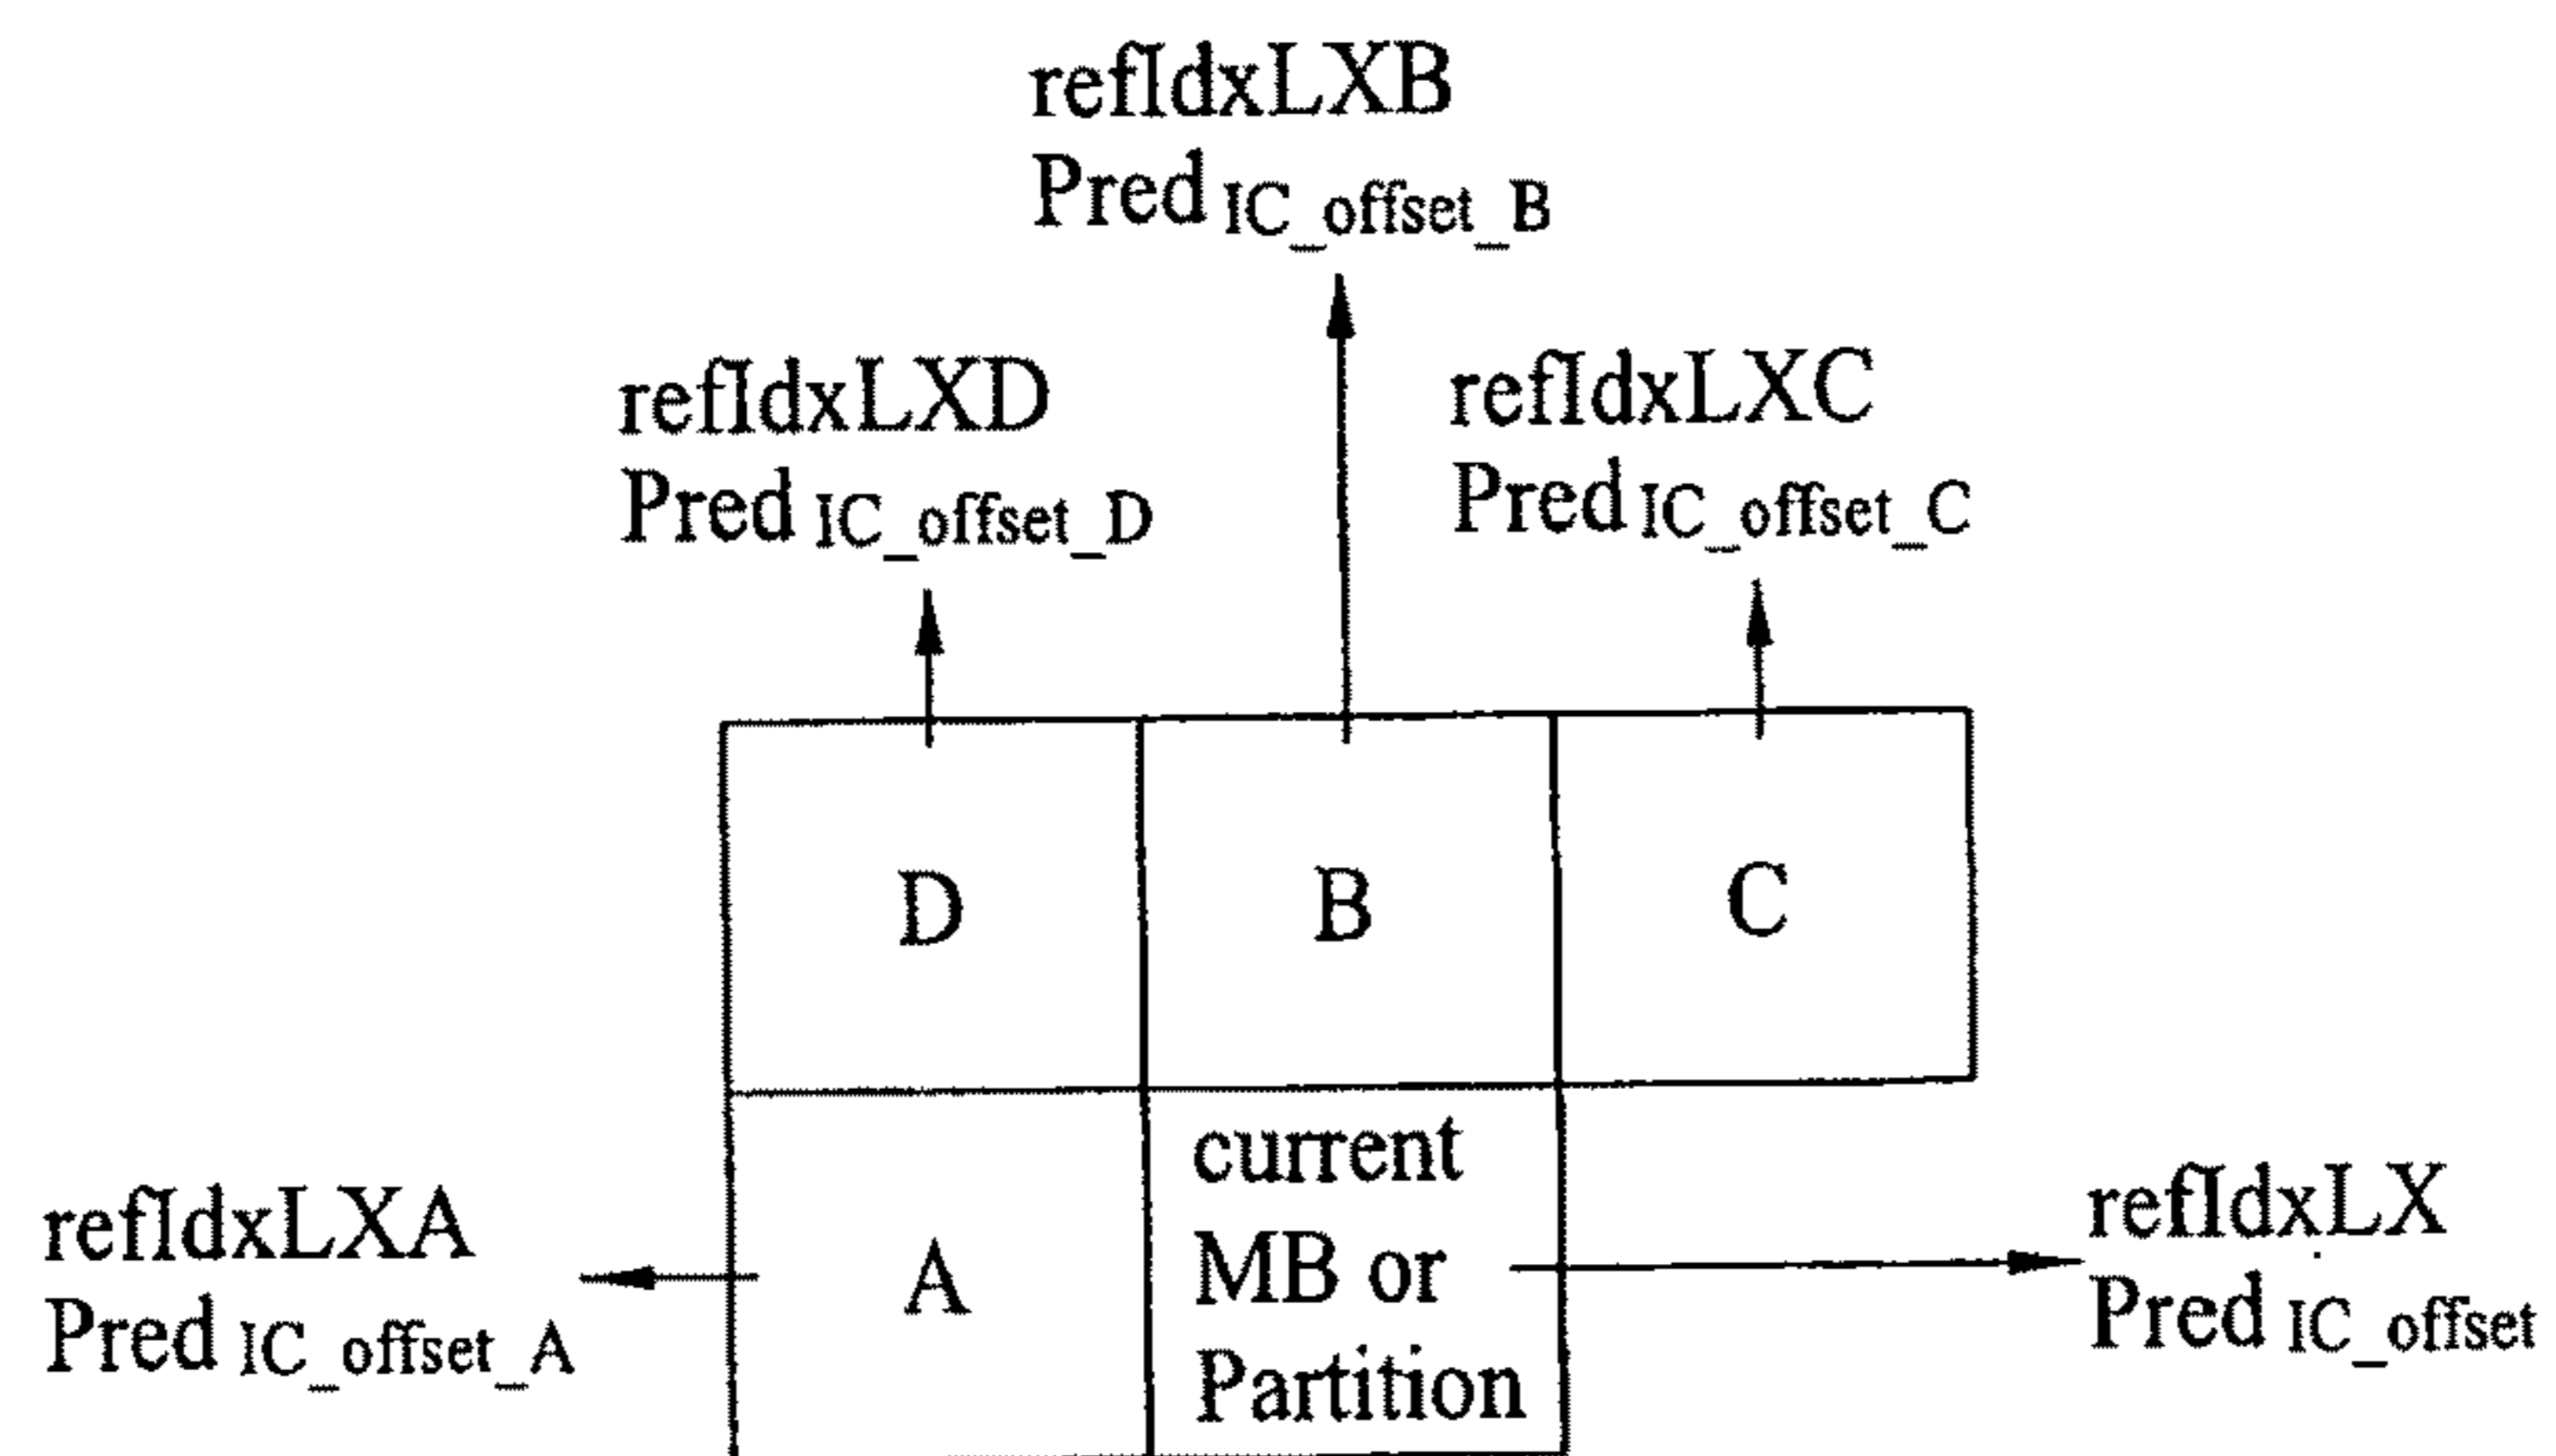 refIdxLXB
Pred IC_offset_B
refIdxLXD
Pred IC_offset_D
refIdxLXC
Pred IC_offset_C
D
B
C
refIdxLXA
Pred IC_offset_A
A
current
MB or
Partition
refIdxLX
Pred IC_offset